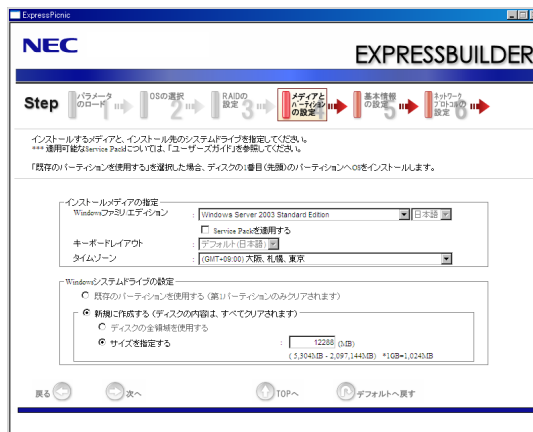 ExpressPicnic
NEC
EXPRESSBUILDER
Step パラメータのロード 1 OSの選択 2 RAIDの設定 3 メディアとパーティションの設定 4 基本情報の設定 5 ネットワークプロトコルの設定 6
インストールするメディアと、インストール先のシステムドライブを指定してください。
*** 適用可能なService Packについては、「ユーザーズガイド」を参照してください。
「既存のパーティションを使用する」を選択した場合、ディスクの1番目(先頭)のパーティションへOSをインストールします。
インストールメディアの指定
Windowsファミリ/エディション : Windows Server 2003 Standard Edition 日本語
Service Packを適用する
キーボードレイアウト : デフォルト(日本語)
タイムゾーン : (GMT+09:00) 大阪、札幌、東京
Windowsシステムドライブの設定
既存のパーティションを使用する (第1パーティションのみクリアされます)
新規に作成する (ディスクの内容は、すべてクリアされます)
ディスクの全領域を使用する
サイズを指定する : 12288 (MB)
( 5,304MB - 2,097,144MB) *1GB=1,024MB
戻る 次へ TOPへ デフォルトへ戻す